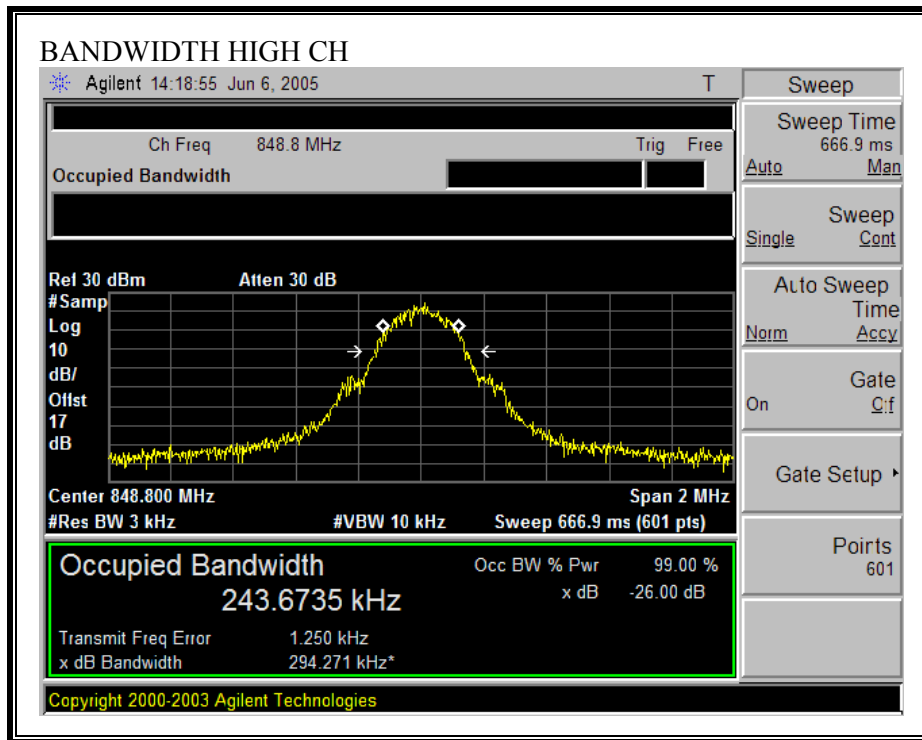 BANDWIDTH HIGH CH
Agilent 14:18:55 Jun 6, 2005 T
Ch Freq 848.8 MHz Trig Free
Occupied Bandwidth
Ref 30 dBm Atten 30 dB
#Samp
Log
10
dB/
Offst
17
dB
Center 848.800 MHz Span 2 MHz
#Res BW 3 kHz #VBW 10 kHz Sweep 666.9 ms (601 pts)
Occupied Bandwidth
243.6735 kHz
Occ BW % Pwr 99.00 %
x dB -26.00 dB
Transmit Freq Error 1.250 kHz
x dB Bandwidth 294.271 kHz*
Copyright 2000-2003 Agilent Technologies
Sweep
Sweep Time
666.9 ms
Auto Man
Sweep
Single Cont
Auto Sweep
Time
Norm Accy
Gate
On Off
Gate Setup
Points
601